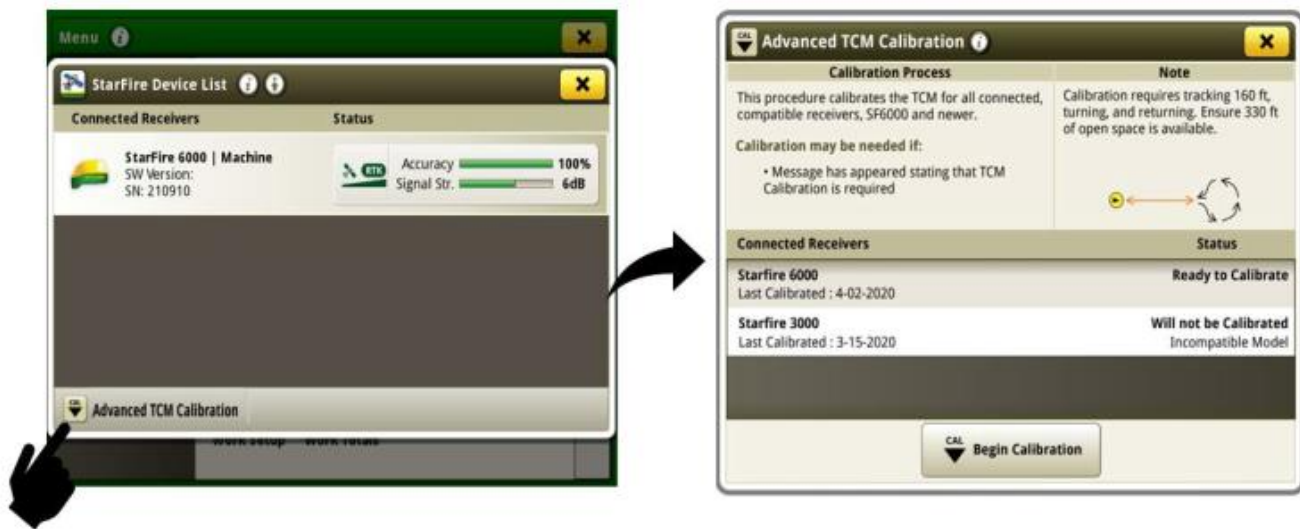 Menu
StarFire Device List
Connected Receivers Status
StarFire 6000 | Machine
SW Version:
SN: 210910
RTK
Accuracy 100%
Signal Str. 6dB
CAL
Advanced TCM Calibration
Work Setup Work Totals
CAL
Advanced TCM Calibration
Calibration Process
This procedure calibrates the TCM for all connected,
compatible receivers, SF6000 and newer.
Calibration may be needed if:
• Message has appeared stating that TCM
Calibration is required
Note
Calibration requires tracking 160 ft,
turning, and returning. Ensure 330 ft
of open space is available.
Connected Receivers Status
Starfire 6000 Ready to Calibrate
Last Calibrated : 4-02-2020
Starfire 3000 Will not be Calibrated
Last Calibrated : 3-15-2020 Incompatible Model
CAL
Begin Calibration